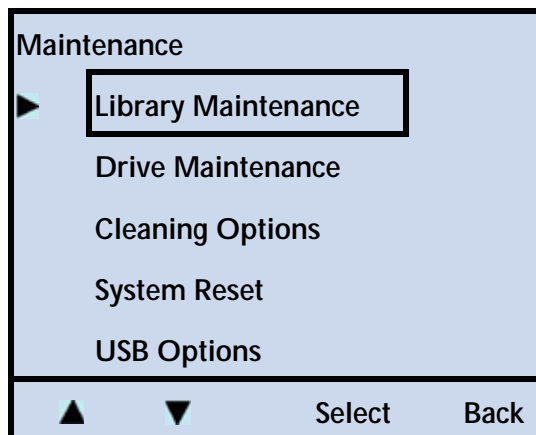 Maintenance
Library Maintenance
Drive Maintenance
Cleaning Options
System Reset
USB Options
Select Back